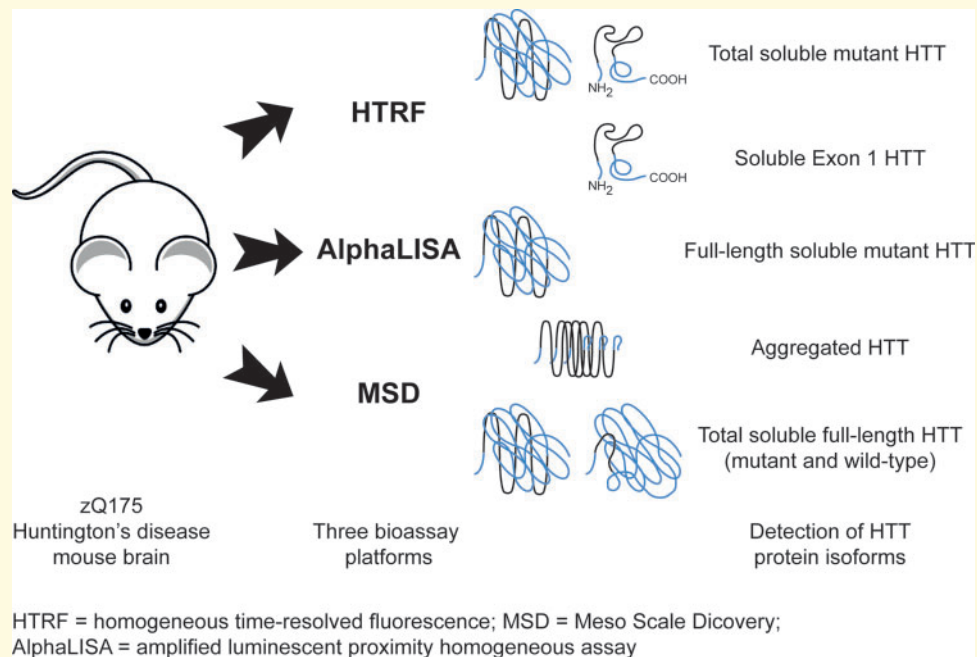 HTRF
AlphaLISA
MSD
NH2
COOH
Total soluble mutant HTT
NH2
COOH
Soluble Exon 1 HTT
Full-length soluble mutant HTT
Aggregated HTT
Total soluble full-length HTT
(mutant and wild-type)
zQ175
Huntington's disease
mouse brain
Three bioassay
platforms
Detection of HTT
protein isoforms
HTRF = homogeneous time-resolved fluorescence; MSD = Meso Scale Dicovery;
AlphaLISA = amplified luminescent proximity homogeneous assay